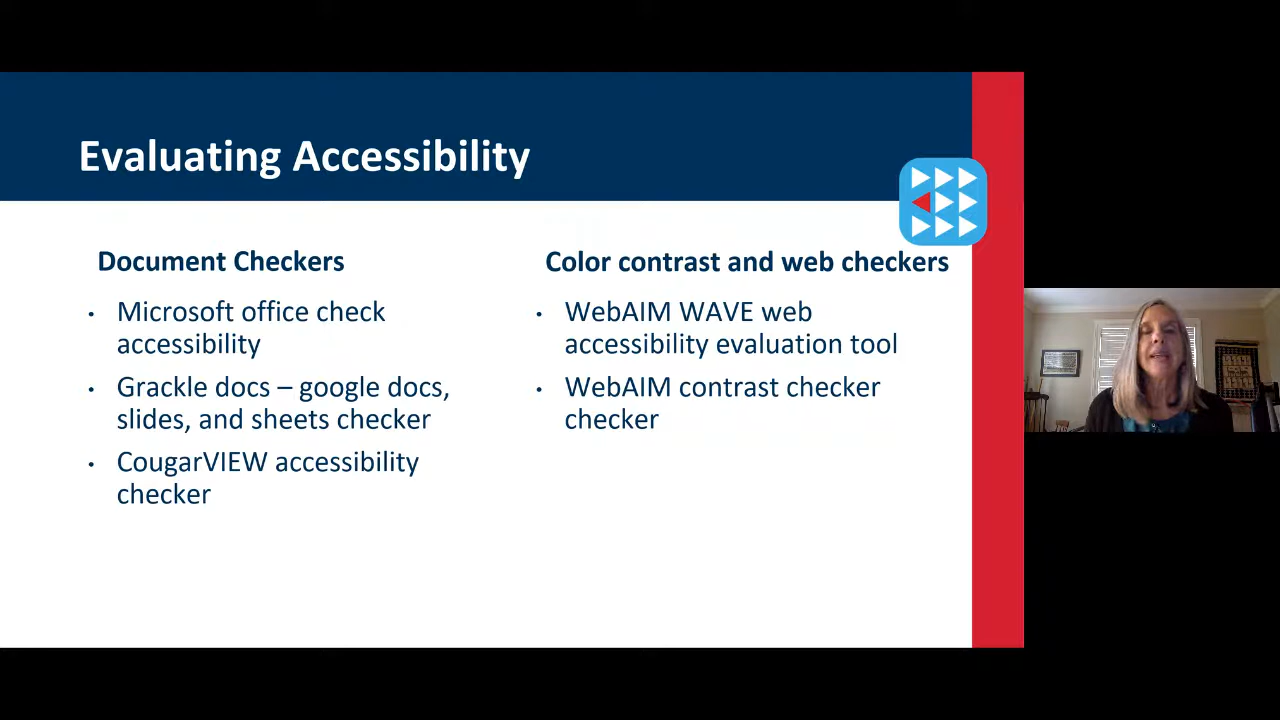 Evaluating Accessibility
Document Checkers
• Microsoft office check
accessibility
• Grackle docs – google docs,
slides, and sheets checker
• CougarVIEW accessibility
checker
Color contrast and web checkers
• WebAIM WAVE web
accessibility evaluation tool
• WebAIM contrast checker
checker